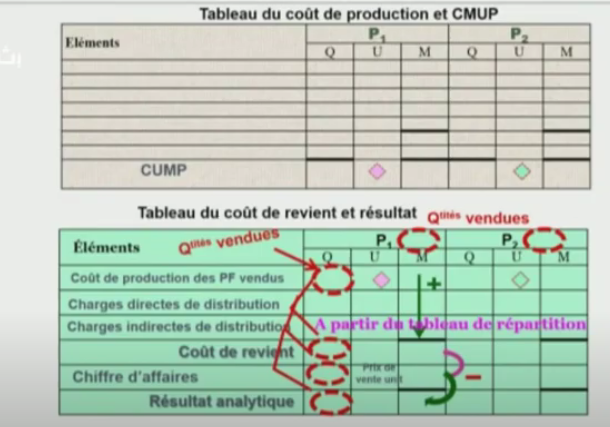 Tableau du coût de production et CMUP
Eléments P₁ P₂
Q U M Q U M
CUMP
Tableau du coût de revient et résultat Qᵗⁱᵗéˢ vendues
Éléments Qᵗⁱᵗéˢ vendues P₁ P₂
Q U M Q U M
Coût de production des PF vendus +
Charges directes de distribution
Charges indirectes de distribution A partir du tableau de répartition
Coût de revient
Chiffre d'affaires Prix de
vente unit −
Résultat analytique